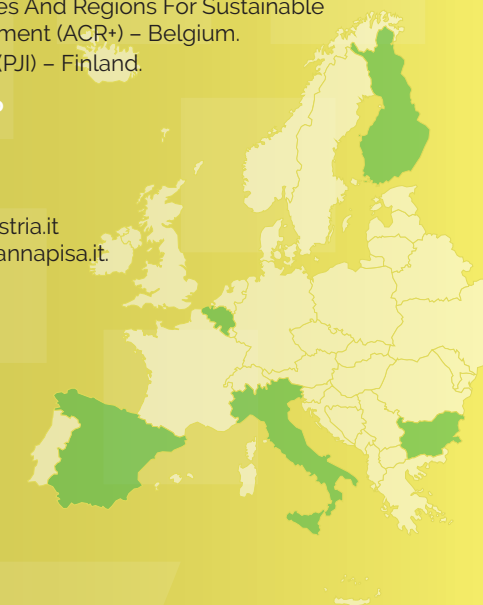 es And Regions For Sustainable
ment (ACR+) – Belgium.
(PJI) – Finland.
stria.it
annapisa.it.